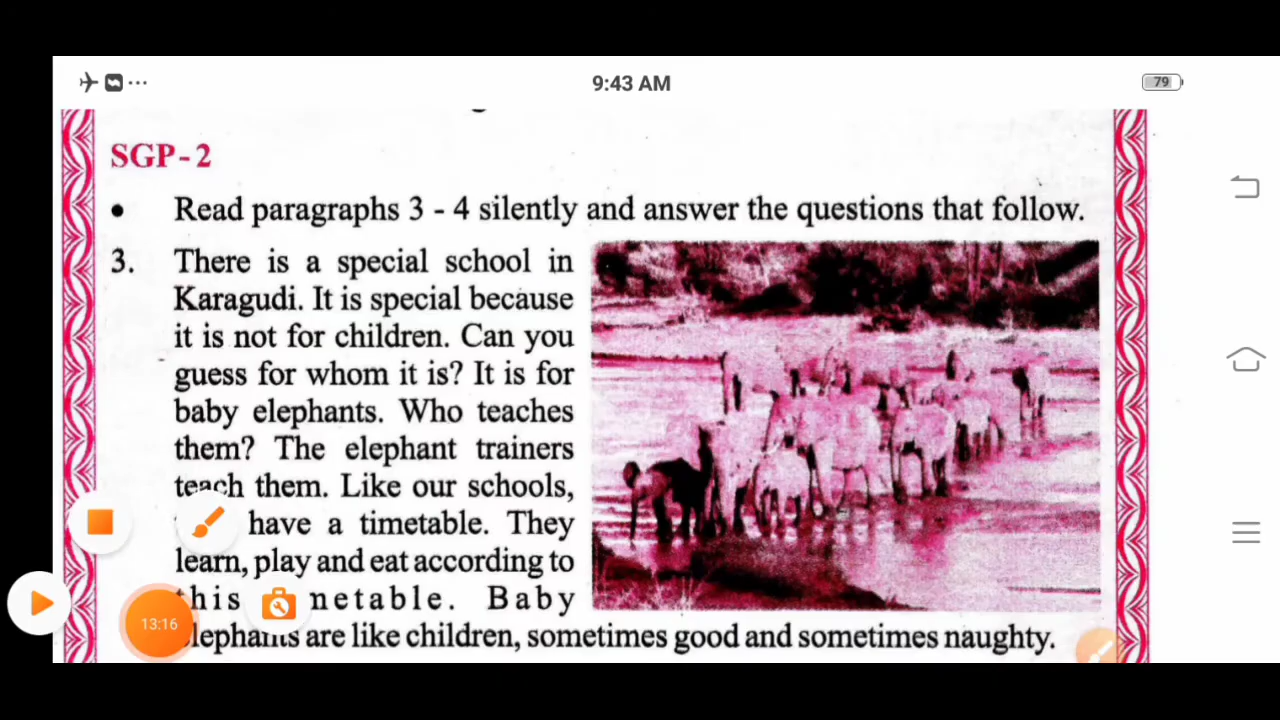 9:43 AM
79
SGP-2
• Read paragraphs 3 - 4 silently and answer the questions that follow.
3. There is a special school in
Karagudi. It is special because
it is not for children. Can you
guess for whom it is? It is for
baby elephants. Who teaches
them? The elephant trainers
teach them. Like our schools,
have a timetable. They
learn, play and eat according to
this netable. Baby
elephants are like children, sometimes good and sometimes naughty.
13:16